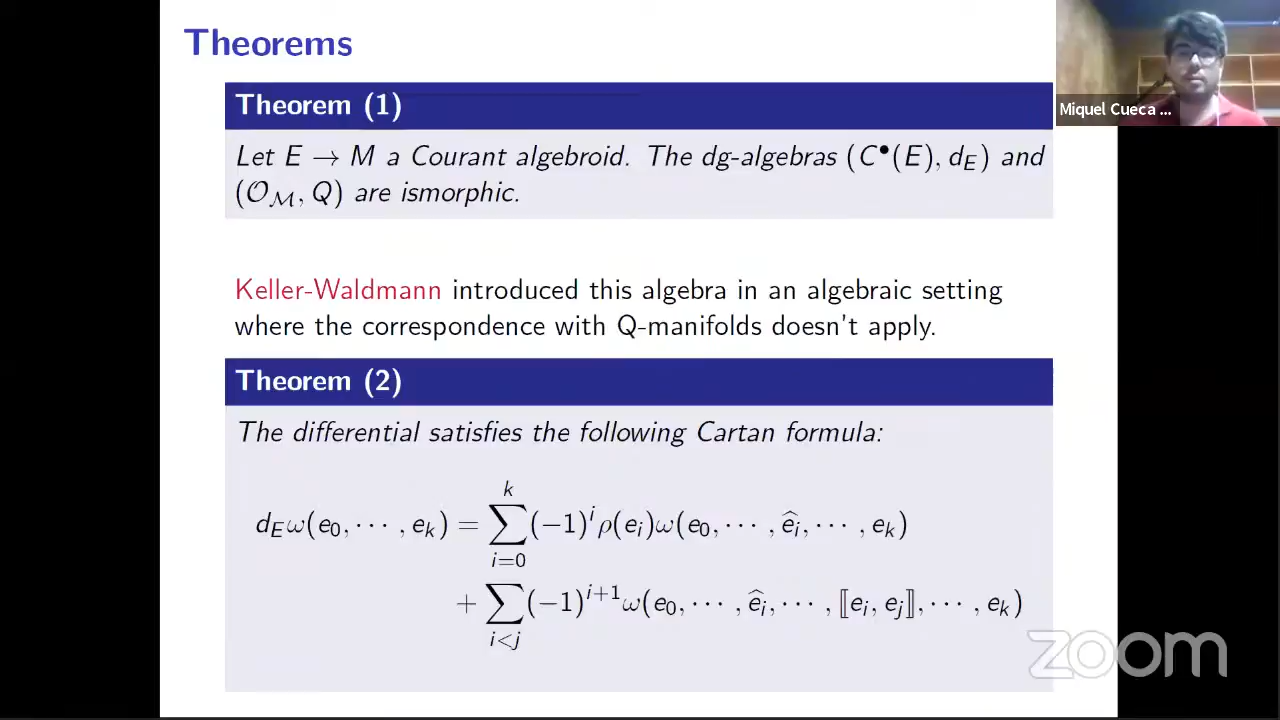 Theorems
Theorem (1)
Let E → M a Courant algebroid. The dg-algebras (C•(E), d_E) and
(𝒪_ℳ, Q) are ismorphic.
Keller-Waldmann introduced this algebra in an algebraic setting
where the correspondence with Q-manifolds doesn't apply.
Theorem (2)
The differential satisfies the following Cartan formula:
d_E ω(e_0, ⋯ , e_k) = ∑_{i=0}^{k} (−1)^i ρ(e_i)ω(e_0, ⋯ , ê_i, ⋯ , e_k)
+ ∑_{i<j} (−1)^{i+1} ω(e_0, ⋯ , ê_i, ⋯ , ⟦e_i, e_j⟧, ⋯ , e_k)
Miquel Cueca ...
zoom